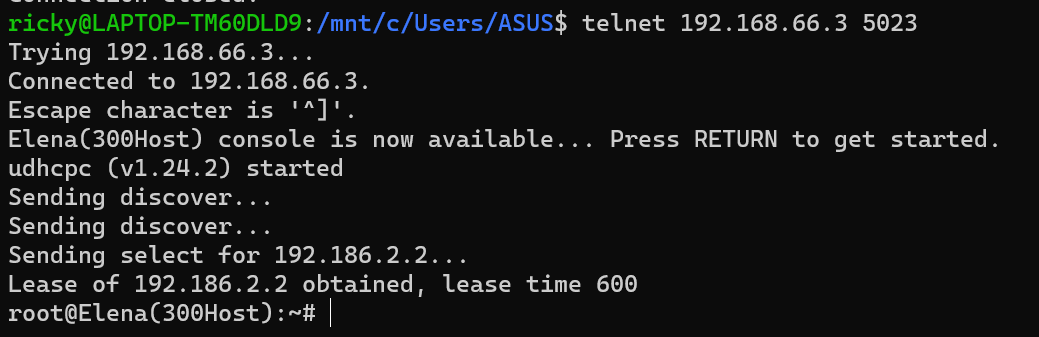 ricky@LAPTOP-TM60DLD9:/mnt/c/Users/ASUS$ telnet 192.168.66.3 5023
Trying 192.168.66.3...
Connected to 192.168.66.3.
Escape character is '^]'.
Elena(300Host) console is now available... Press RETURN to get started.
udhcpc (v1.24.2) started
Sending discover...
Sending discover...
Sending select for 192.186.2.2...
Lease of 192.186.2.2 obtained, lease time 600
root@Elena(300Host):~#